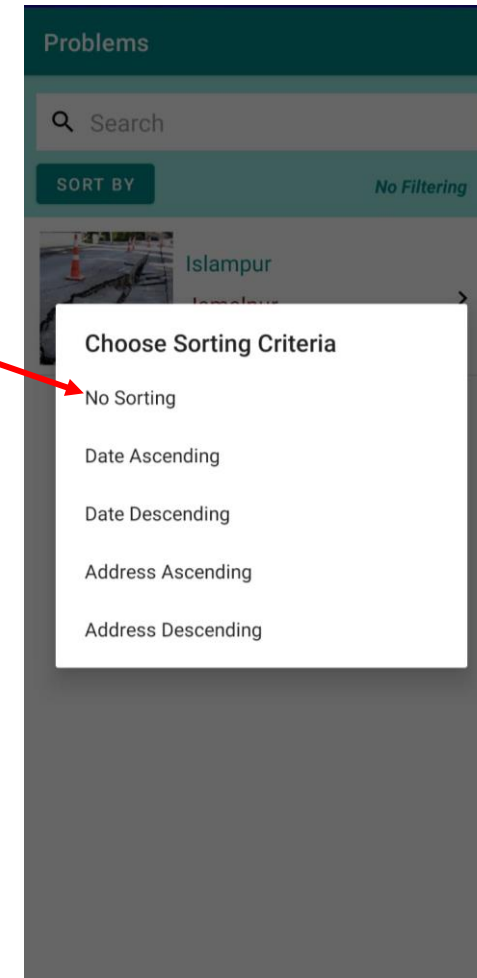 Problems
Search
SORT BY
No Filtering
Islampur
Jamalpur
Choose Sorting Criteria
No Sorting
Date Ascending
Date Descending
Address Ascending
Address Descending